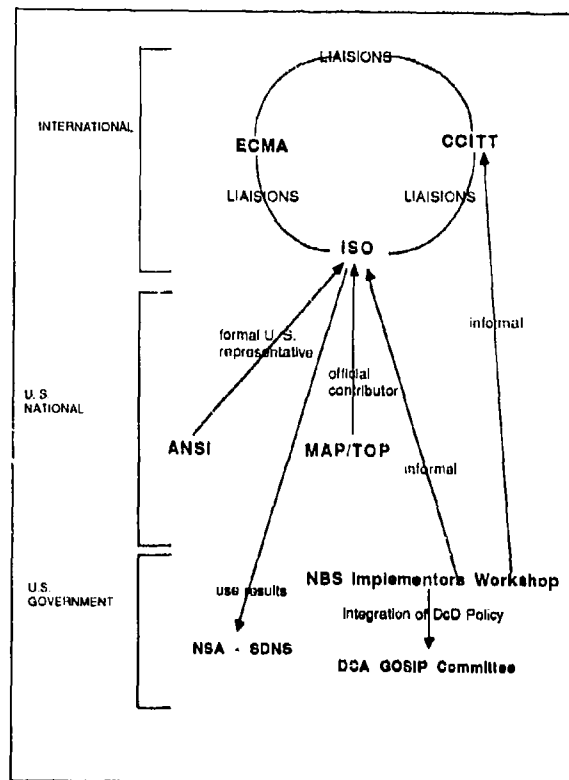 LIAISIONS
INTERNATIONAL
ECMA
CCITT
LIAISIONS
LIAISIONS
ISO
formal U.S.
representative
informal
official
contributor
U.S
NATIONAL
ANSI
MAP/TOP
informal
U.S.
GOVERNMENT
NBS Implementors Workshop
use results
Integration of DoD Policy
NSA - SDNS
DCA GOSIP Committee